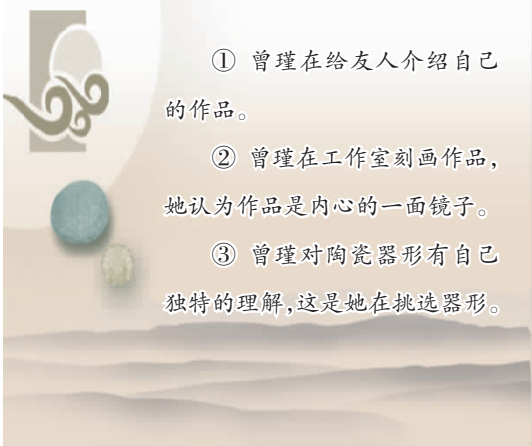 ① 曾瑾在给友人介绍自己
的作品。
② 曾瑾在工作室刻画作品,
她认为作品是内心的一面镜子。
③ 曾瑾对陶瓷器形有自己
独特的理解,这是她在挑选器形。